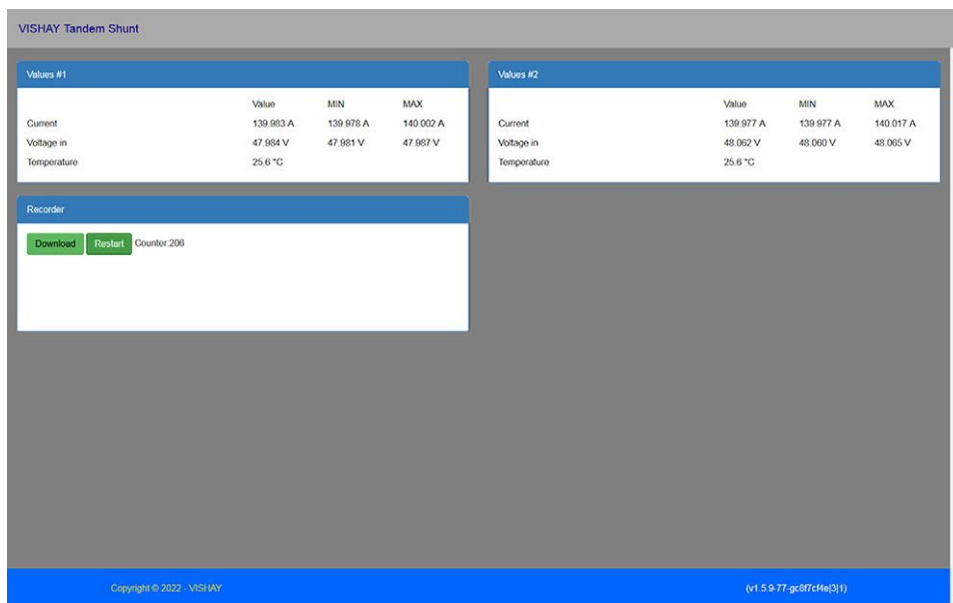 VISHAY Tandem Shunt
Values #1
Value MIN MAX
Current 139.983 A 139.978 A 140.002 A
Voltage in 47.984 V 47.981 V 47.987 V
Temperature 25.6 °C
Values #2
Value MIN MAX
Current 139.977 A 139.977 A 140.017 A
Voltage in 48.062 V 48.060 V 48.065 V
Temperature 25.6 °C
Recorder
Download Restart Counter:206
Copyright © 2022 - VISHAY (v1.5.9-77-gc8f7cf4e|3|1)